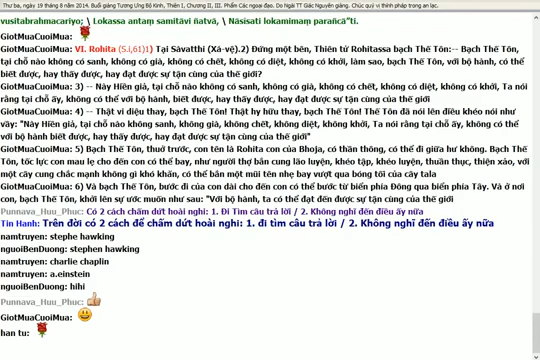 Thứ ba, ngày 19 tháng 8 năm 2014. Buổi giảng Tương Ưng Bộ Kinh, Thiên I, Chương II, III. Phẩm Các ngoại đạo. Do Ngài TT Giác Nguyên giảng. Chúc quý vị thính pháp trong an lạc.
vusitabrahmacariyo; \ Lokassa antaṃ samitāvi ñatvā, \ Nāsīsati lokamimaṃ parañcā"ti.
GiotMuaCuoiMua:
GiotMuaCuoiMua: VI. Rohita (S.i,61)1) Tại Sàvatthi (Xá-vệ).2) Đứng một bên, Thiên tử Rohitassa bạch Thế Tôn:-- Bạch Thế Tôn,
tại chỗ nào không có sanh, không có già, không có chết, không có diệt, không có khởi, làm sao, bạch Thế Tôn, với bộ hành, có thể
biết được, hay thấy được, hay đạt được sự tận cùng của thế giới?
GiotMuaCuoiMua: 3) -- Này Hiền giả, tại chỗ nào không có sanh, không có già, không có chết, không có diệt, không có khởi, Ta nói
rằng tại chỗ ấy, không có thể với bộ hành, biết được, hay thấy được, hay đạt được sự tận cùng của thế giới
GiotMuaCuoiMua: 4) -- Thật vi diệu thay, bạch Thế Tôn! Thật hy hữu thay, bạch Thế Tôn! Thế Tôn đã nói lên điều khéo nói như
vầy: "Này Hiền giả, tại chỗ nào không sanh, không già, không chết, không diệt, không khởi, Ta nói rằng tại chỗ ấy, không có thể
với bộ hành biết được hay thấy được, hay đạt được sự tận cùng của thế giới"
GiotMuaCuoiMua: 5) Bạch Thế Tôn, thuở trước, con tên là Rohita con của Bhoja, có thần thông, có thể đi giữa hư không. Bạch Thế
Tôn, tốc lực con mau lẹ cho đến con có thể bay, như người thợ bắn cung lão luyện, khéo tập, khéo luyện, thuần thục, thiện xảo, với
một cây cung chắc mạnh không gì khó khăn, có thể bắn một mũi tên nhẹ bay vượt qua bóng tối của cây tala
GiotMuaCuoiMua: 6) Và bạch Thế Tôn, bước đi của con dài cho đến con có thể bước từ biển phía Đông qua biển phía Tây. Và ở nơi
con, bạch Thế Tôn, khởi lên sự ước muốn như sau: "Với bộ hành, ta có thể đạt đến được sự tận cùng của thế giới
Punnava_Huu_Phuc: Có 2 cách chấm dứt hoài nghi: 1. Đi Tìm câu trả lời / 2. Không nghĩ đến điều ấy nữa
Tin Hanh: Trên đời có 2 cách để chấm dứt hoài nghi: 1. đi tìm câu trả lời / 2. Không nghĩ đến điều ấy nữa
namtruyen: stephe hawking
nguoiBenDuong: stephen hawking
namtruyen: charlie chaplin
namtruyen: a.einstein
nguoiBenDuong: hihi
Punnava_Huu_Phuc:
GiotMuaCuoiMua:
han tu: